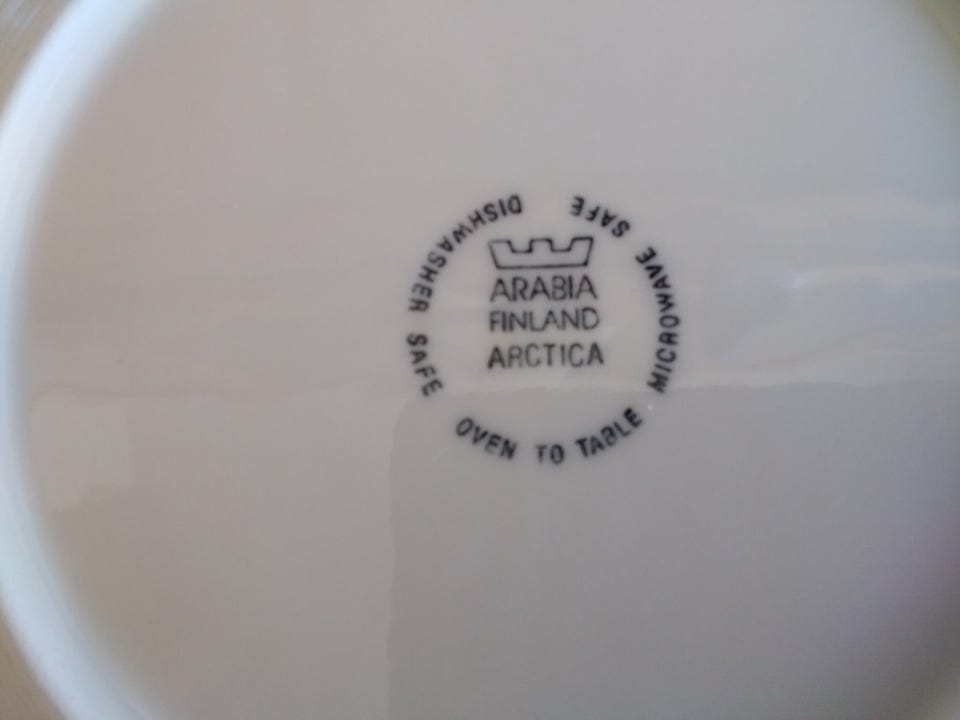 ARABIA
FINLAND
ARCTICA
DISHWASHER SAFE
OVEN TO TABLE
MICROWAVE SAFE